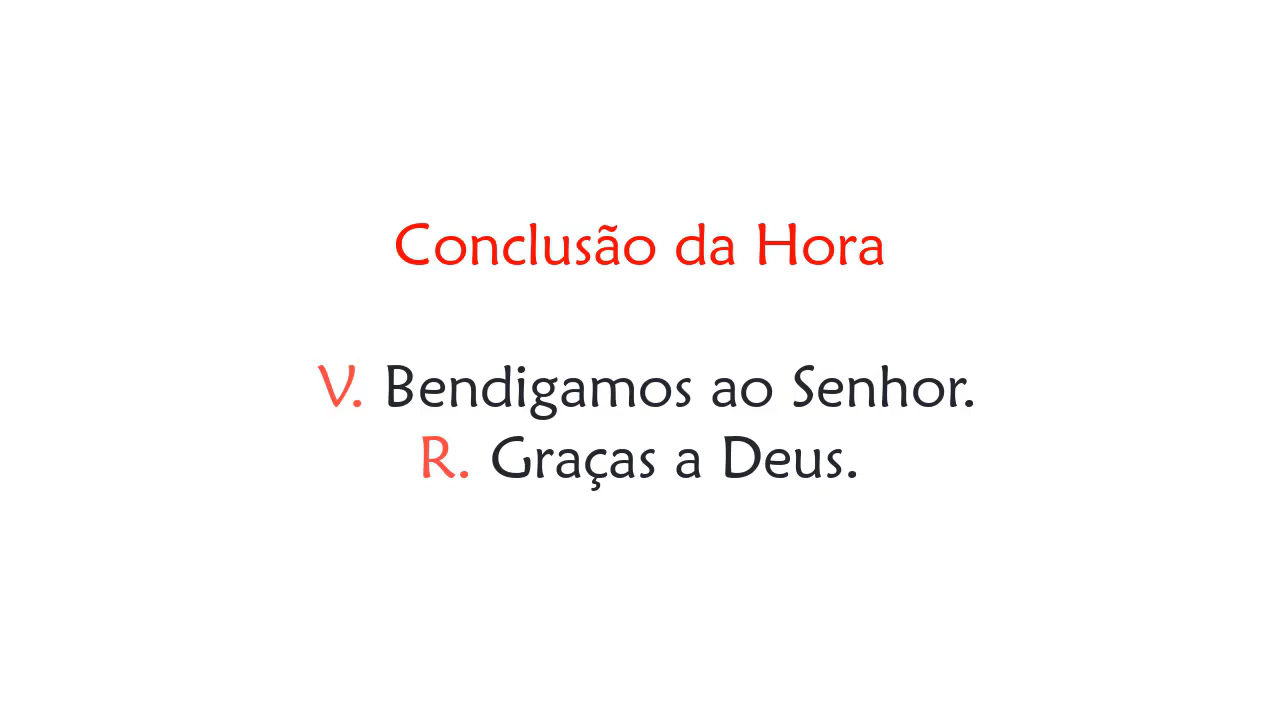 Conclusão da Hora
V. Bendigamos ao Senhor.
R. Graças a Deus.